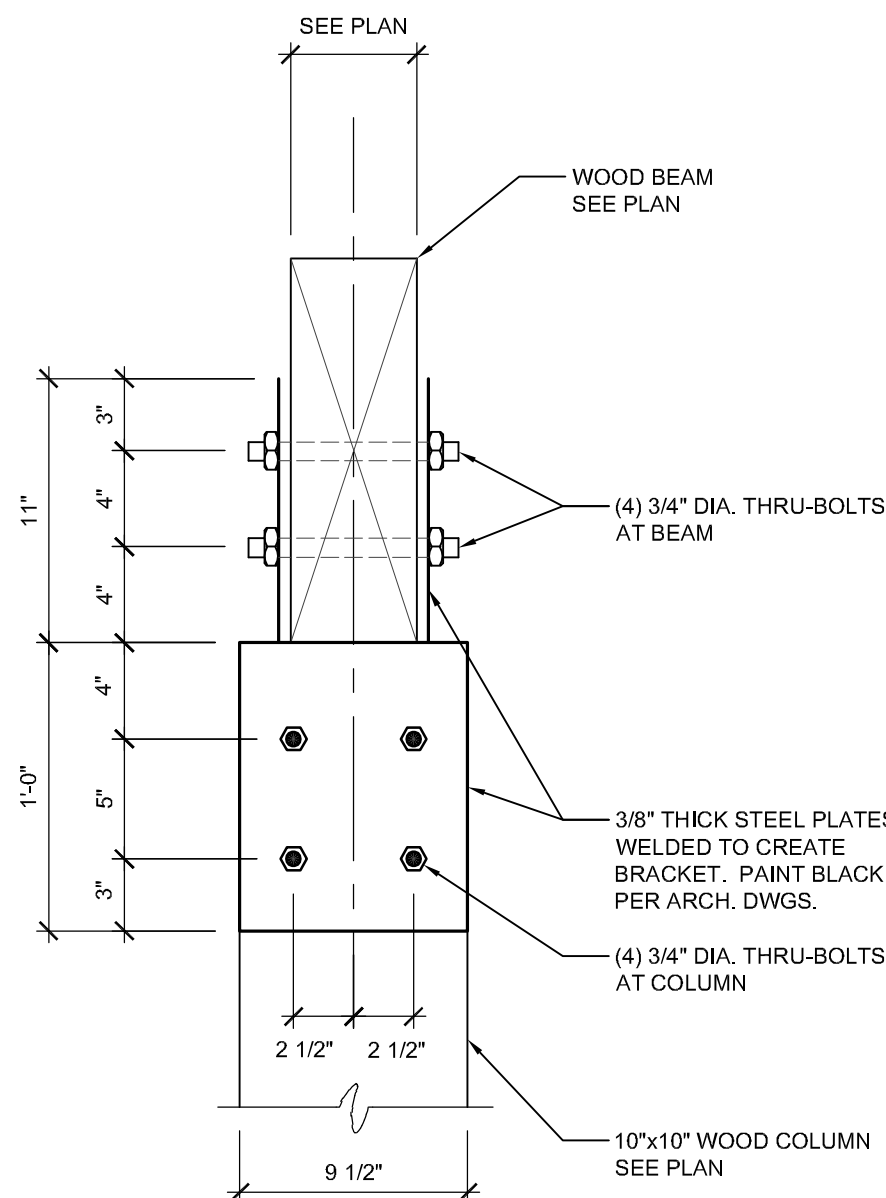 SEE PLAN
WOOD BEAM
SEE PLAN
3"
4"
11"
4"
(4) 3/4" DIA. THRU-BOLTS
AT BEAM
4"
5"
1'-0"
3"
3/8" THICK STEEL PLATES
WELDED TO CREATE
BRACKET. PAINT BLACK
PER ARCH. DWGS.
(4) 3/4" DIA. THRU-BOLTS
AT COLUMN
2 1/2"
2 1/2"
10"x10" WOOD COLUMN
SEE PLAN
9 1/2"